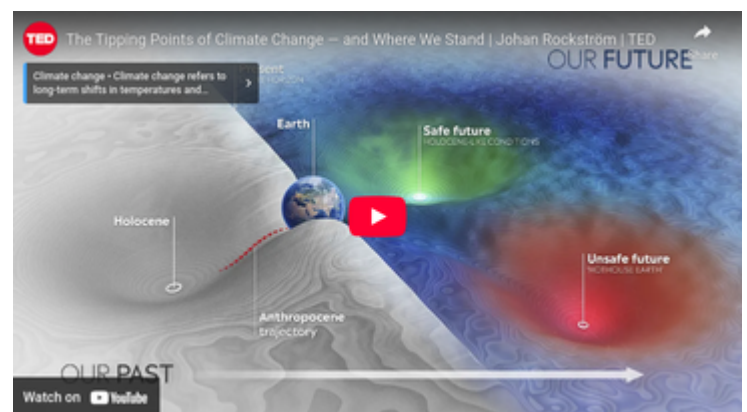 TED The Tipping Points of Climate Change — and Where We Stand | Johan Rockström | TED
Share
OUR FUTURE
Climate change • Climate change refers to
long-term shifts in temperatures and...
Earth
Safe future
HOLOCENE-LIKE CONDITIONS
Holocene
Unsafe future
"HOTHOUSE EARTH"
Anthropocene
trajectory
OUR PAST
Watch on YouTube